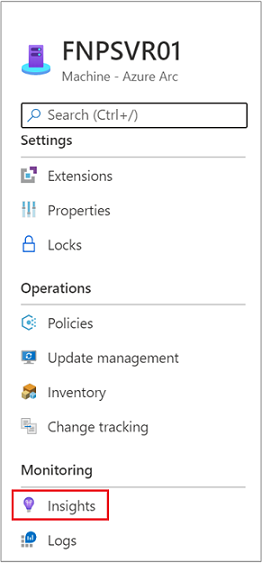 FNPSVR01
Machine - Azure Arc
Search (Ctrl+/)
Settings
Extensions
Properties
Locks
Operations
Policies
Update management
Inventory
Change tracking
Monitoring
Insights
Logs